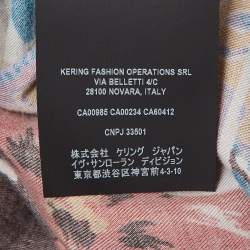 KERING FASHION OPERATIONS SRL
VIA BELLETTI 4/C
28100 NOVARA, ITALY
CA00985 CA00234 CA60412
CNPJ 33501
株式会社 ケリング ジャパン
イヴ・サンローラン ディビジョン
東京都渋谷区神宮前4-3-10